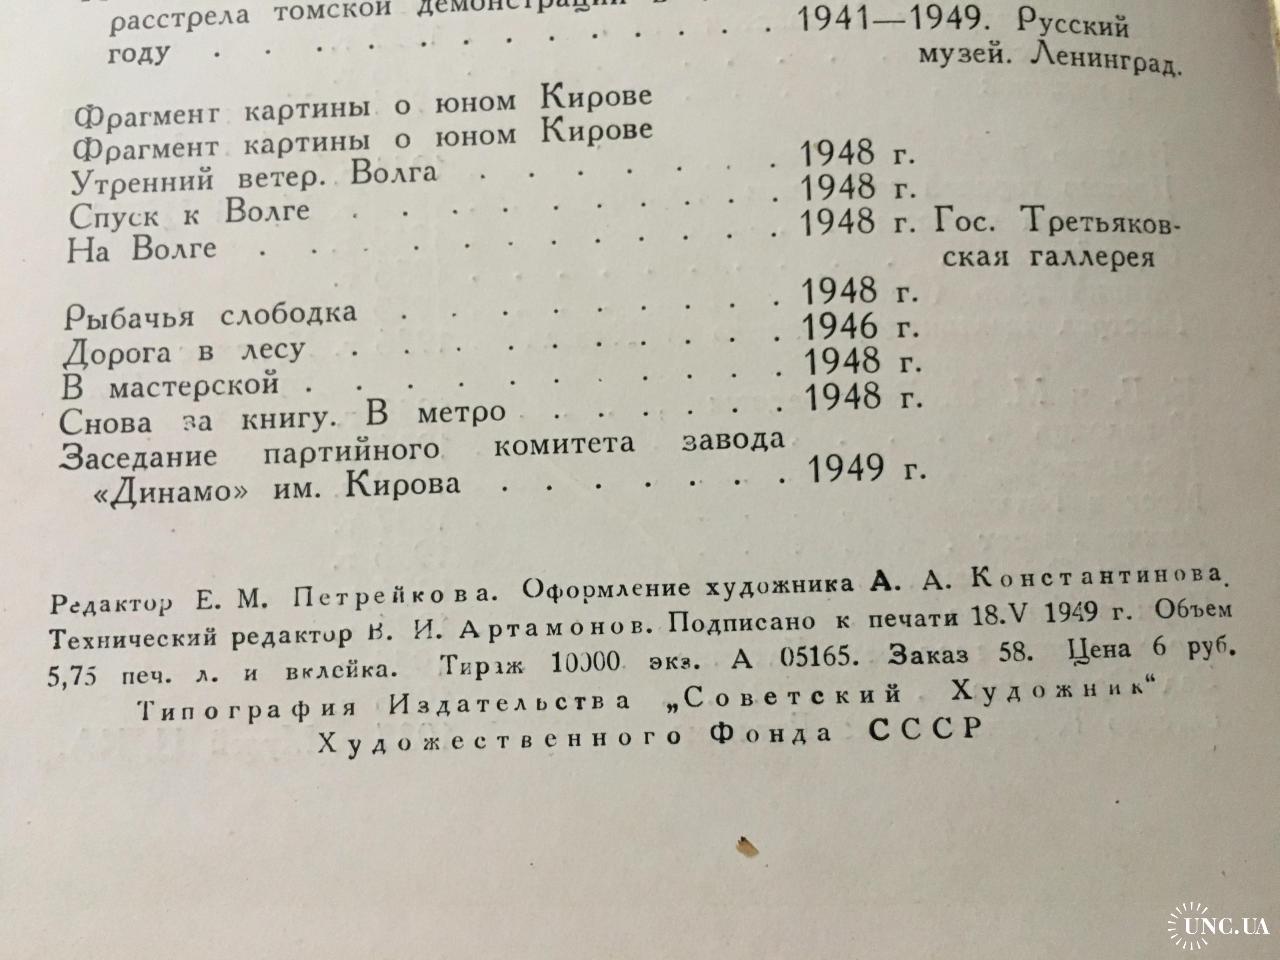 расстрела томской демонстрации в
году . . . . . . . . . . . . 1941—1949. Русский
музей. Ленинград.
Фрагмент картины о юном Кирове
Фрагмент картины о юном Кирове
Утренний ветер. Волга . . . . . . . 1948 г.
Спуск к Волге . . . . . . . . . . 1948 г.
На Волге . . . . . . . . . . . . 1948 г. Гос. Третьяков-
ская галлерея
Рыбачья слободка . . . . . . . . 1948 г.
Дорога в лесу . . . . . . . . . . 1946 г.
В мастерской . . . . . . . . . . . 1948 г.
Снова за книгу. В метро . . . . . . 1948 г.
Заседание партийного комитета завода
«Динамо» им. Кирова . . . . . . . 1949 г.
Редактор Е. М. Петрейкова. Оформление художника А. А. Константинова.
Технический редактор В. И. Артамонов. Подписано к печати 18.V 1949 г. Объем
5,75 печ. л. и вклейка. Тираж 10000 экз. А 05165. Заказ 58. Цена 6 руб.
Типография Издательства „Советский Художник“
Художественного Фонда СССР
UNC.UA